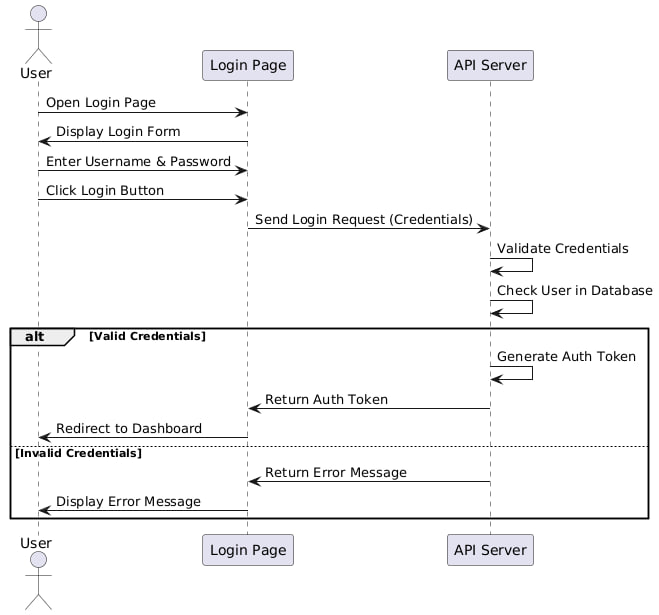 User
Login Page
API Server
Open Login Page
Display Login Form
Enter Username & Password
Click Login Button
Send Login Request (Credentials)
Validate Credentials
Check User in Database
alt
[Valid Credentials]
Generate Auth Token
Return Auth Token
Redirect to Dashboard
[Invalid Credentials]
Return Error Message
Display Error Message
User
Login Page
API Server